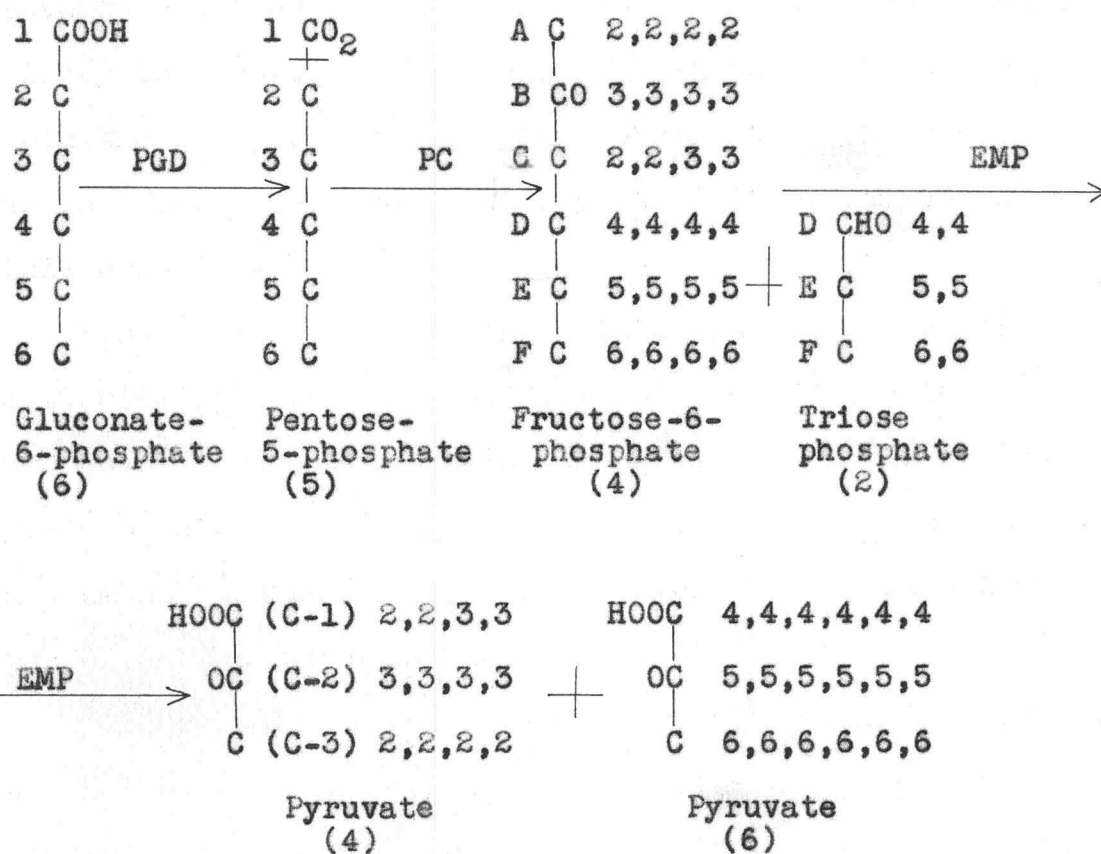 1 COOH 1 CO2 A C 2,2,2,2
2 C 2 C B CO 3,3,3,3
3 C PGD 3 C PC C C 2,2,3,3 EMP
4 C 4 C D C 4,4,4,4 D CHO 4,4
5 C 5 C E C 5,5,5,5 + E C 5,5
6 C 6 C F C 6,6,6,6 F C 6,6
Gluconate- Pentose- Fructose-6- Triose
6-phosphate 5-phosphate phosphate phosphate
(6) (5) (4) (2)
HOOC (C-1) 2,2,3,3 HOOC 4,4,4,4,4,4
EMP OC (C-2) 3,3,3,3 + OC 5,5,5,5,5,5
C (C-3) 2,2,2,2 C 6,6,6,6,6,6
Pyruvate Pyruvate
(4) (6)